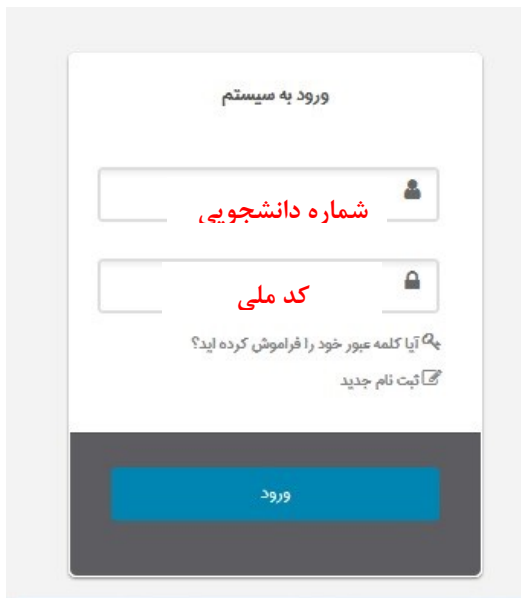 ورود به سیستم
شماره دانشجویی
کد ملی
آیا کلمه عبور خود را فراموش کرده اید؟
ثبت نام جدید
ورود